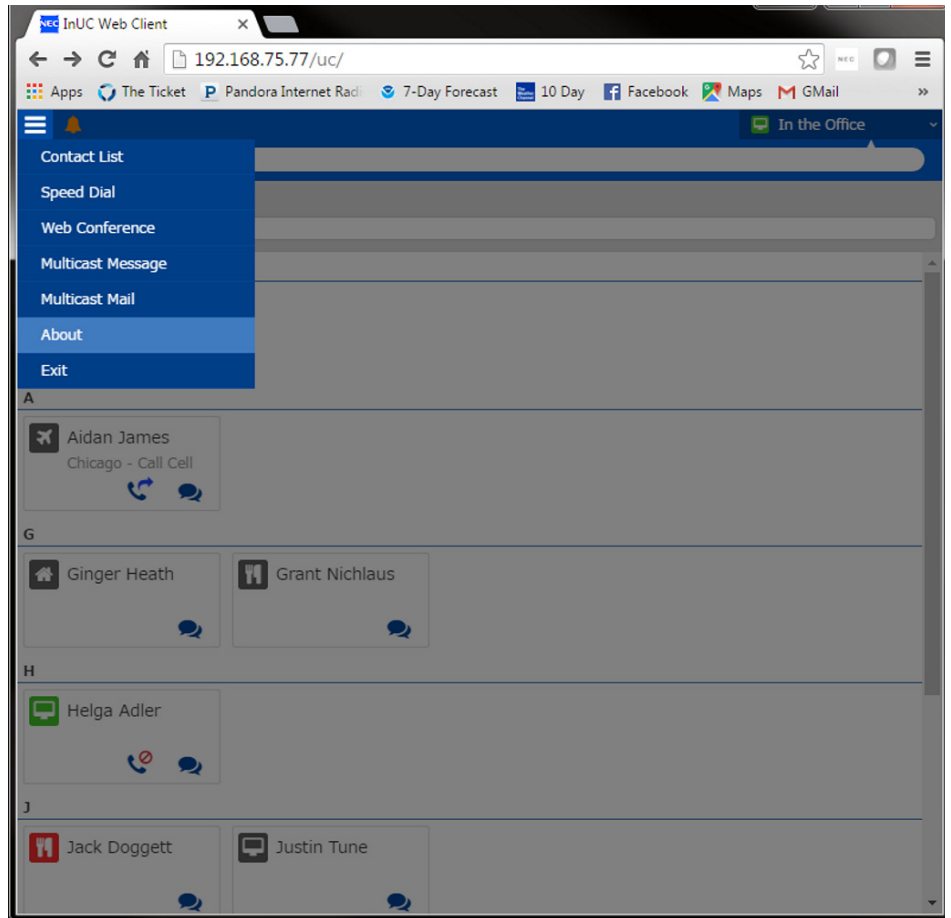 NEC InUC Web Client
192.168.75.77/uc/
NEC
Apps The Ticket P Pandora Internet Radi 7-Day Forecast 10 Day Facebook Maps GMail »
In the Office
Contact List
Speed Dial
Web Conference
Multicast Message
Multicast Mail
About
Exit
A
Aidan James
Chicago - Call Cell
G
Ginger Heath Grant Nichlaus
H
Helga Adler
J
Jack Doggett Justin Tune